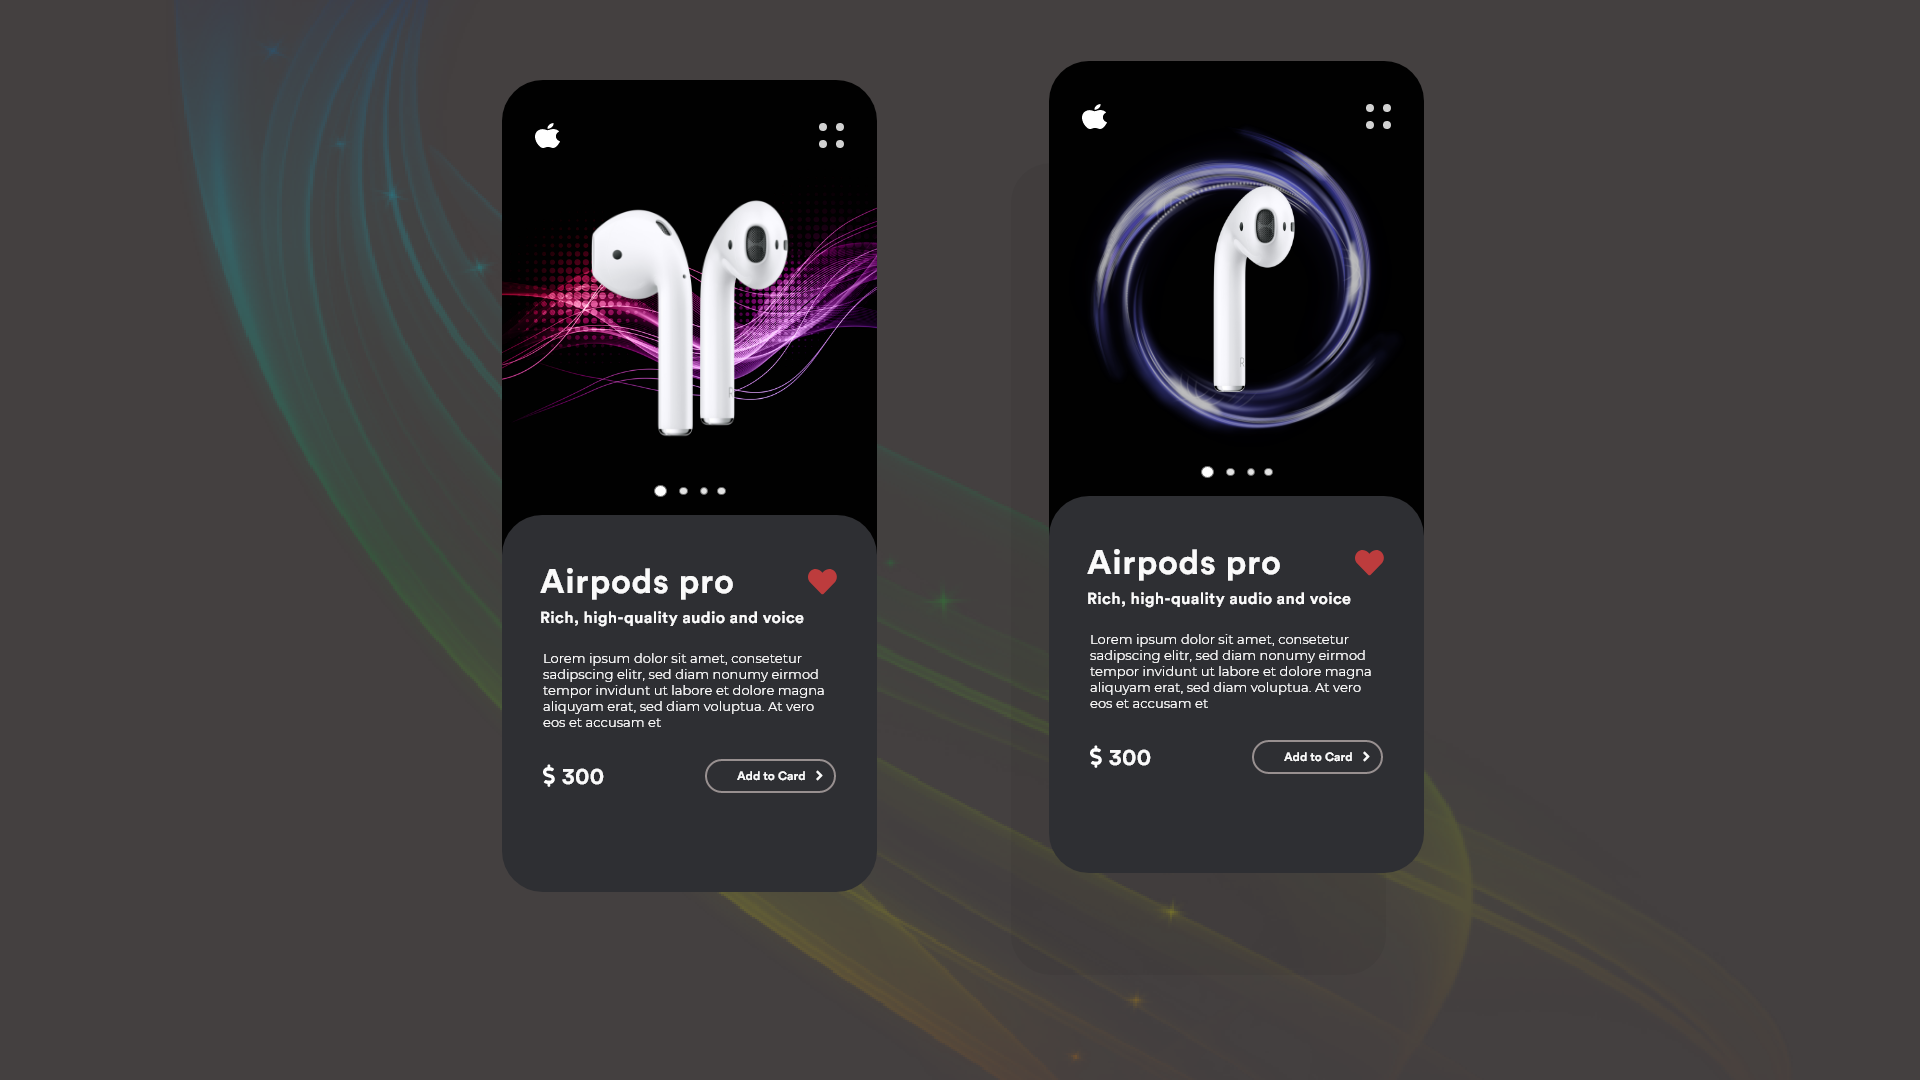 Airpods pro
Rich, high-quality audio and voice
Lorem ipsum dolor sit amet, consetetur
sadipscing elitr, sed diam nonumy eirmod
tempor invidunt ut labore et dolore magna
aliquyam erat, sed diam voluptua. At vero
eos et accusam et
$ 300
Add to Card
Airpods pro
Rich, high-quality audio and voice
Lorem ipsum dolor sit amet, consetetur
sadipscing elitr, sed diam nonumy eirmod
tempor invidunt ut labore et dolore magna
aliquyam erat, sed diam voluptua. At vero
eos et accusam et
$ 300
Add to Card